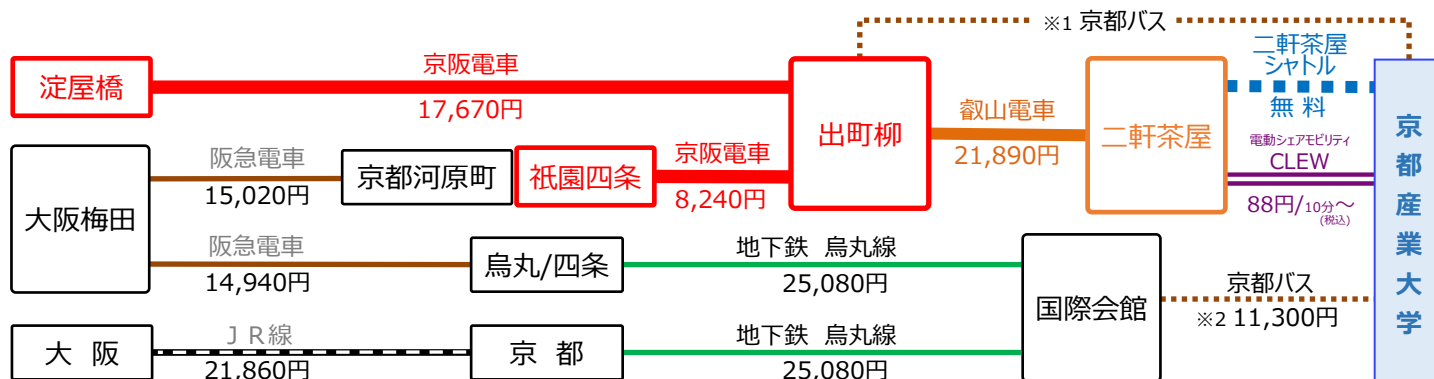 ※1 京都バス
淀屋橋
京阪電車
17,670円
出町柳
叡山電車
21,890円
二軒茶屋
二軒茶屋
シャトル
無料
電動シェアモビリティ
CLEW
88円/10分～
(税込)
京都産業大学
大阪梅田
阪急電車
15,020円
京都河原町
祇園四条
京阪電車
8,240円
阪急電車
14,940円
烏丸/四条
地下鉄 烏丸線
25,080円
国際会館
京都バス
※2 11,300円
大 阪
ＪＲ線
21,860円
京 都
地下鉄 烏丸線
25,080円